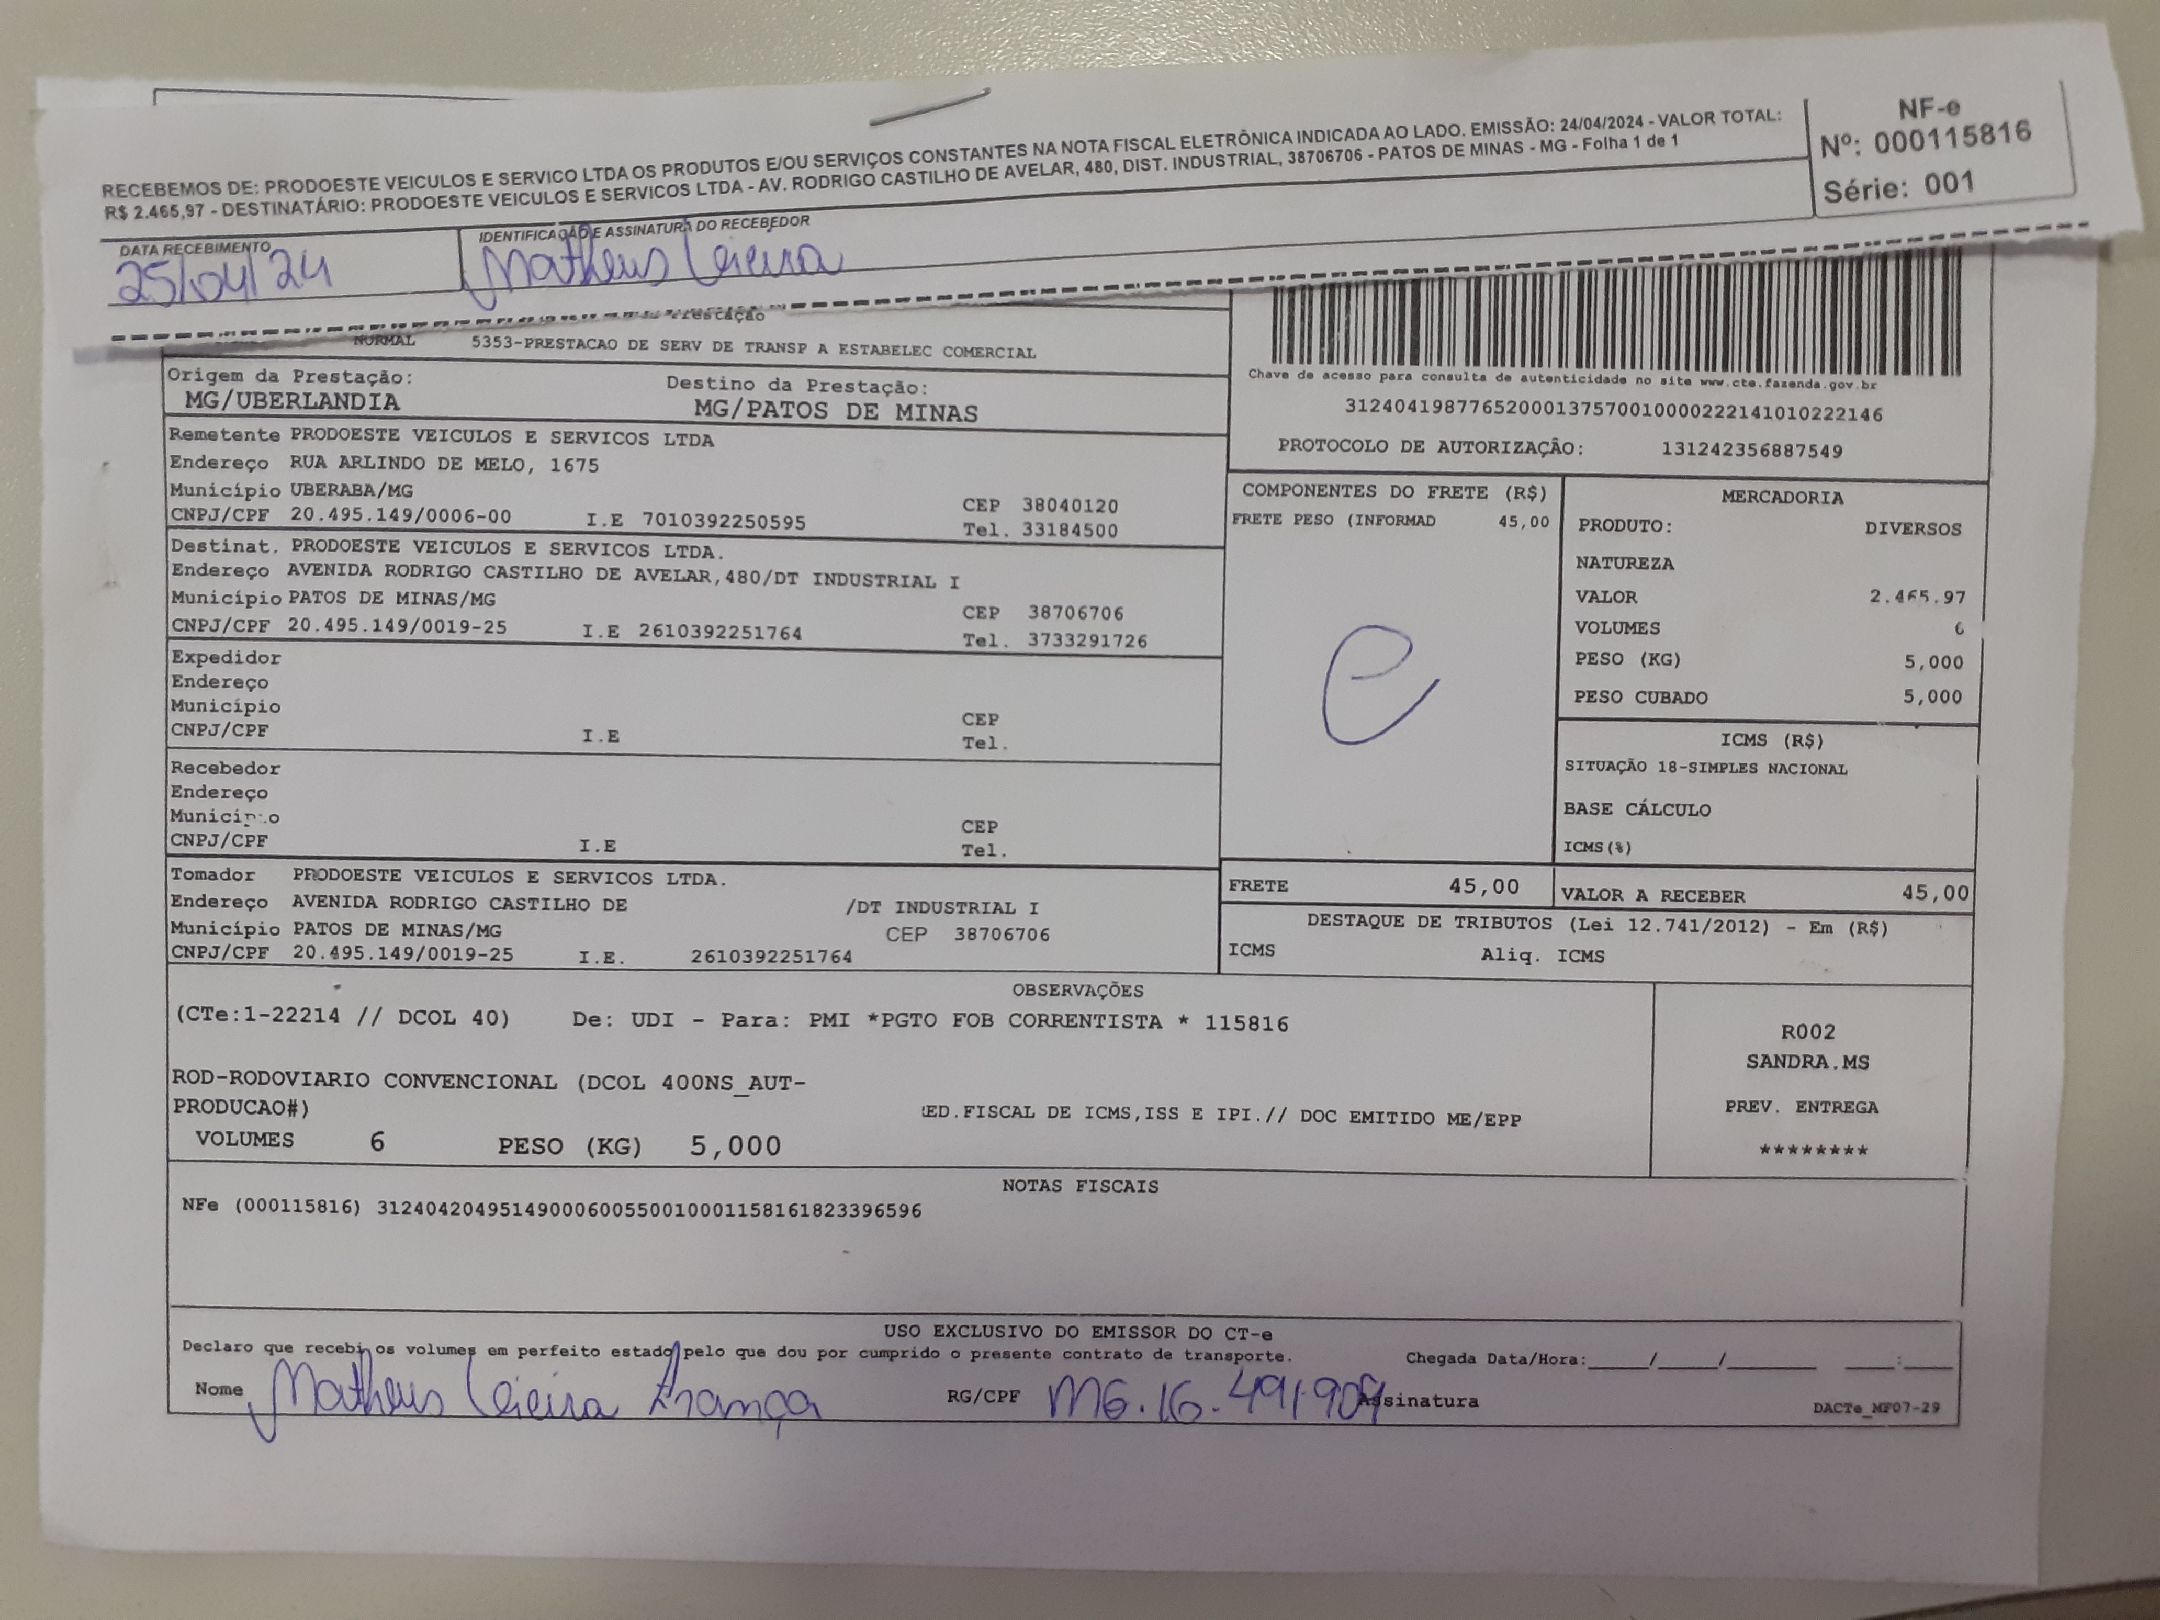 RECEBEMOS DE: PRODOESTE VEICULOS E SERVICO LTDA OS PRODUTOS E/OU SERVIÇOS CONSTANTES NA NOTA FISCAL ELETRÔNICA INDICADA AO LADO. EMISSÃO: 24/04/2024 - VALOR TOTAL:
R$ 2.465,97 - DESTINATÁRIO: PRODOESTE VEICULOS E SERVICOS LTDA - AV. RODRIGO CASTILHO DE AVELAR, 480, DIST. INDUSTRIAL, 38706706 - PATOS DE MINAS - MG - Folha 1 de 1
NF-e
Nº: 000115816
Série: 001
DATA RECEBIMENTO
25/04/24
IDENTIFICAÇÃO E ASSINATURA DO RECEBEDOR
Matheus Vieira
Prestação
NORMAL 5353-PRESTACAO DE SERV DE TRANSP A ESTABELEC COMERCIAL
Origem da Prestação: Destino da Prestação:
MG/UBERLANDIA MG/PATOS DE MINAS
Chave de acesso para consulta de autenticidade no site www.cte.fazenda.gov.br
31240419877652000137570010000222141010222146
PROTOCOLO DE AUTORIZAÇÃO: 131242356887549
Remetente PRODOESTE VEICULOS E SERVICOS LTDA
Endereço RUA ARLINDO DE MELO, 1675
Município UBERABA/MG CEP 38040120
CNPJ/CPF 20.495.149/0006-00 I.E 7010392250595 Tel. 33184500
Destinat. PRODOESTE VEICULOS E SERVICOS LTDA.
Endereço AVENIDA RODRIGO CASTILHO DE AVELAR,480/DT INDUSTRIAL I
Município PATOS DE MINAS/MG CEP 38706706
CNPJ/CPF 20.495.149/0019-25 I.E 2610392251764 Tel. 3733291726
Expedidor
Endereço
Município CEP
CNPJ/CPF I.E Tel.
Recebedor
Endereço
Município CEP
CNPJ/CPF I.E Tel.
Tomador PRODOESTE VEICULOS E SERVICOS LTDA.
Endereço AVENIDA RODRIGO CASTILHO DE /DT INDUSTRIAL I
Município PATOS DE MINAS/MG CEP 38706706
CNPJ/CPF 20.495.149/0019-25 I.E. 2610392251764
COMPONENTES DO FRETE (R$)
FRETE PESO (INFORMAD 45,00
e
MERCADORIA
PRODUTO: DIVERSOS
NATUREZA
VALOR 2.465.97
VOLUMES 6
PESO (KG) 5,000
PESO CUBADO 5,000
ICMS (R$)
SITUAÇÃO 18-SIMPLES NACIONAL
BASE CÁLCULO
ICMS(%)
FRETE 45,00 VALOR A RECEBER 45,00
DESTAQUE DE TRIBUTOS (Lei 12.741/2012) - Em (R$)
ICMS Aliq. ICMS
OBSERVAÇÕES
(CTe:1-22214 // DCOL 40) De: UDI - Para: PMI *PGTO FOB CORRENTISTA * 115816
ROD-RODOVIARIO CONVENCIONAL (DCOL 400NS_AUT-
PRODUCAO#) ED.FISCAL DE ICMS,ISS E IPI.// DOC EMITIDO ME/EPP
VOLUMES 6 PESO (KG) 5,000
R002
SANDRA.MS
PREV. ENTREGA
********
NOTAS FISCAIS
NFe (000115816) 31240420495149000600550010001158161823396596
USO EXCLUSIVO DO EMISSOR DO CT-e
Declaro que recebi os volumes em perfeito estado pelo que dou por cumprido o presente contrato de transporte. Chegada Data/Hora:_____/_____/_______ ____:____
Nome Matheus Vieira França RG/CPF MG.16.491.909 Assinatura
DACTe_MF07-29